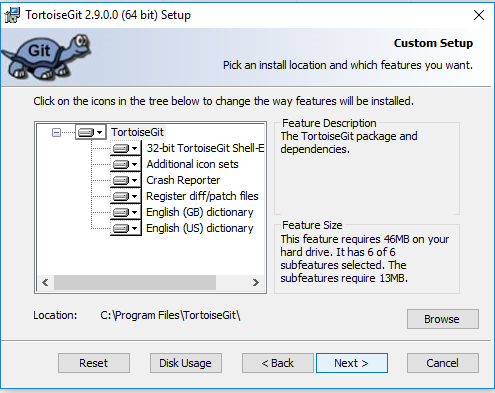 TortoiseGit 2.9.0.0 (64 bit) Setup
Git
Custom Setup
Pick an install location and which features you want.
Click on the icons in the tree below to change the way features will be installed.
TortoiseGit
32-bit TortoiseGit Shell-E
Additional icon sets
Crash Reporter
Register diff/patch files
English (GB) dictionary
English (US) dictionary
Feature Description
The TortoiseGit package and
dependencies.
Feature Size
This feature requires 46MB on your
hard drive. It has 6 of 6
subfeatures selected. The
subfeatures require 13MB.
Location: C:\Program Files\TortoiseGit\
Browse
Reset Disk Usage < Back Next > Cancel